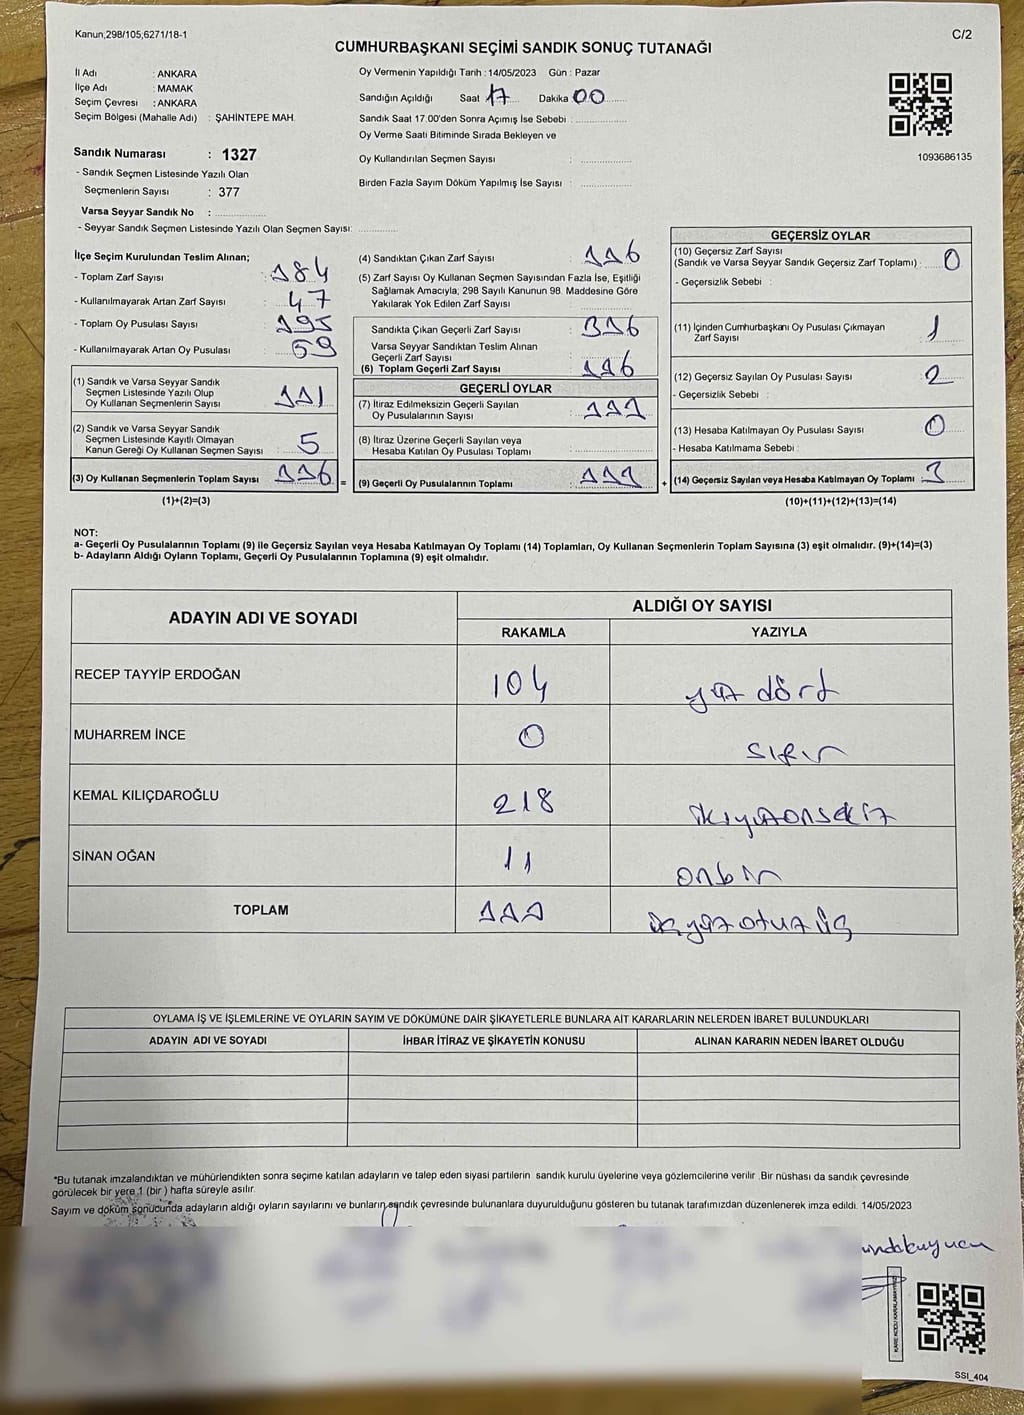 Kanun,298/105,6271/18-1
C/2
CUMHURBAŞKANI SEÇİMİ SANDIK SONUÇ TUTANAĞI
İl Adı : ANKARA
İlçe Adı : MAMAK
Seçim Çevresi : ANKARA
Seçim Bölgesi (Mahalle Adı) : ŞAHİNTEPE MAH.
Oy Vermenin Yapıldığı Tarih : 14/05/2023 Gün : Pazar
Sandığın Açıldığı Saat 17 Dakika 00
Sandık Saat 17.00'den Sonra Açımış İse Sebebi :
Oy Verme Saati Bitiminde Sırada Bekleyen ve
Oy Kullandırılan Seçmen Sayısı :
Birden Fazla Sayım Döküm Yapılmış İse Sayısı :
1093686135
Sandık Numarası : 1327
- Sandık Seçmen Listesinde Yazılı Olan
Seçmenlerin Sayısı : 377
Varsa Seyyar Sandık No :
- Seyyar Sandık Seçmen Listesinde Yazılı Olan Seçmen Sayısı:
İlçe Seçim Kurulundan Teslim Alınan;
- Toplam Zarf Sayısı : 384
- Kullanılmayarak Artan Zarf Sayısı : 47
- Toplam Oy Pusulası Sayısı : 395
- Kullanılmayarak Artan Oy Pusulası : 59
(1) Sandık ve Varsa Seyyar Sandık
Seçmen Listesinde Yazılı Olup
Oy Kullanan Seçmenlerin Sayısı 331
(2) Sandık ve Varsa Seyyar Sandık
Seçmen Listesinde Kayıtlı Olmayan
Kanun Gereği Oy Kullanan Seçmen Sayısı 5
(3) Oy Kullanan Seçmenlerin Toplam Sayısı 336
(1)+(2)=(3)
(4) Sandıktan Çıkan Zarf Sayısı : 336
(5) Zarf Sayısı Oy Kullanan Seçmen Sayısından Fazla İse, Eşitliği
Sağlamak Amacıyla; 298 Sayılı Kanunun 98. Maddesine Göre
Yakılarak Yok Edilen Zarf Sayısı :
Sandıkta Çıkan Geçerli Zarf Sayısı : 336
Varsa Seyyar Sandıktan Teslim Alınan
Geçerli Zarf Sayısı :
(6) Toplam Geçerli Zarf Sayısı : 336
GEÇERLİ OYLAR
(7) İtiraz Edilmeksizin Geçerli Sayılan
Oy Pusulalarının Sayısı : 333
(8) İtiraz Üzerine Geçerli Sayılan veya
Hesaba Katılan Oy Pusulası Toplamı :
= (9) Geçerli Oy Pusulalarının Toplamı : 333
GEÇERSİZ OYLAR
(10) Geçersiz Zarf Sayısı
(Sandık ve Varsa Seyyar Sandık Geçersiz Zarf Toplamı) : 0
- Geçersizlik Sebebi :
(11) İçinden Cumhurbaşkanı Oy Pusulası Çıkmayan
Zarf Sayısı : 1
(12) Geçersiz Sayılan Oy Pusulası Sayısı : 2
- Geçersizlik Sebebi :
(13) Hesaba Katılmayan Oy Pusulası Sayısı : 0
- Hesaba Katılmama Sebebi :
+ (14) Geçersiz Sayılan veya Hesaba Katılmayan Oy Toplamı : 3
(10)+(11)+(12)+(13)=(14)
NOT:
a- Geçerli Oy Pusulalarının Toplamı (9) ile Geçersiz Sayılan veya Hesaba Katılmayan Oy Toplamı (14) Toplamları, Oy Kullanan Seçmenlerin Toplam Sayısına (3) eşit olmalıdır. (9)+(14)=(3)
b- Adayların Aldığı Oyların Toplamı, Geçerli Oy Pusulalarının Toplamına (9) eşit olmalıdır.
ADAYIN ADI VE SOYADI
ALDIĞI OY SAYISI
RAKAMLA YAZIYLA
RECEP TAYYİP ERDOĞAN 104 yüz dört
MUHARREM İNCE 0 sıfır
KEMAL KILIÇDAROĞLU 218 ikiyüzonsekiz
SİNAN OĞAN 11 onbir
TOPLAM 333 üçyüzotuzüç
OYLAMA İŞ VE İŞLEMLERİNE VE OYLARIN SAYIM VE DÖKÜMÜNE DAİR ŞİKAYETLERLE BUNLARA AİT KARARLARIN NELERDEN İBARET BULUNDUKLARI
ADAYIN ADI VE SOYADI İHBAR İTİRAZ VE ŞİKAYETİN KONUSU ALINAN KARARIN NEDEN İBARET OLDUĞU
*Bu tutanak imzalandıktan ve mühürlendikten sonra seçime katılan adayların ve talep eden siyasi partilerin sandık kurulu üyelerine veya gözlemcilerine verilir. Bir nüshası da sandık çevresinde
görülecek bir yere 1 (bir) hafta süreyle asılır.
Sayım ve döküm sonucunda adayların aldığı oyların sayılarını ve bunların sandık çevresinde bulunanlara duyurulduğunu gösteren bu tutanak tarafımızdan düzenlenerek imza edildi. 14/05/2023
KARE KODU KARALAMAYINIZ
SSI_404